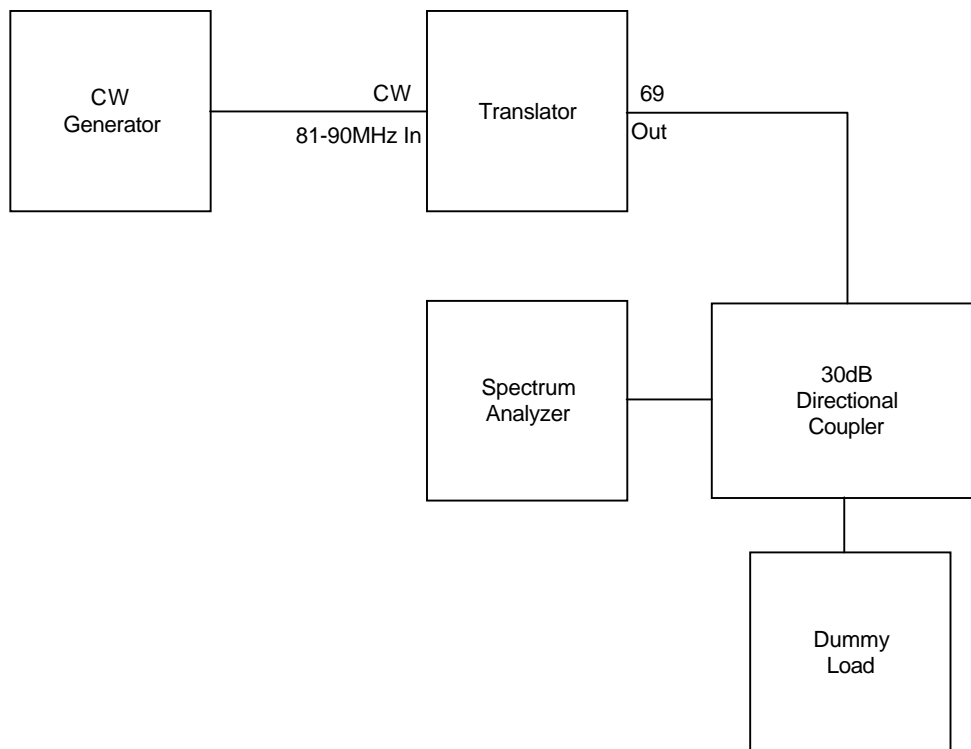 CW
Generator
CW
81-90MHz In
Translator
69
Out
Spectrum
Analyzer
30dB
Directional
Coupler
Dummy
Load